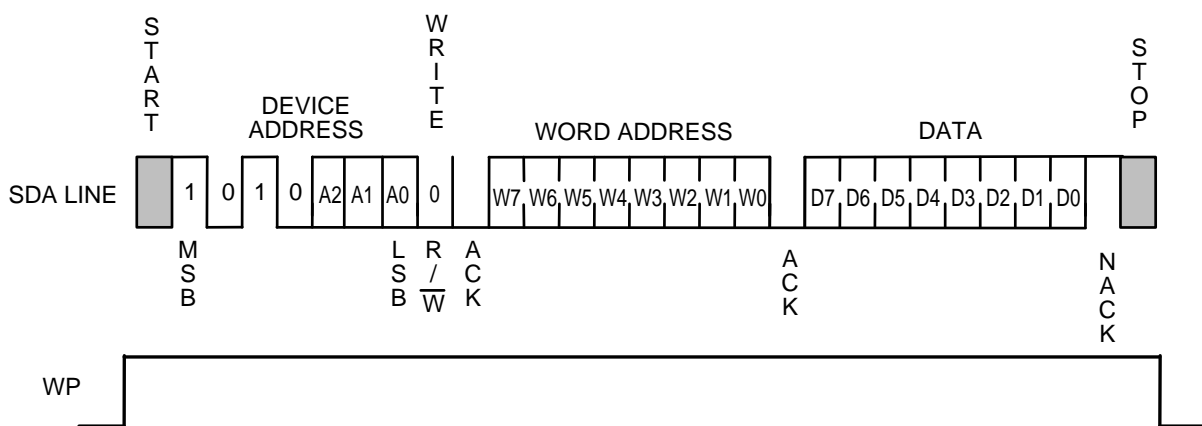 START
WRITE
STOP
DEVICE
ADDRESS
WORD ADDRESS
DATA
SDA LINE
1 0 1 0 A2 A1 A0 0 W7 W6 W5 W4 W3 W2 W1 W0 D7 D6 D5 D4 D3 D2 D1 D0
MSB
LSB
R/W
ACK
ACK
NACK
WP